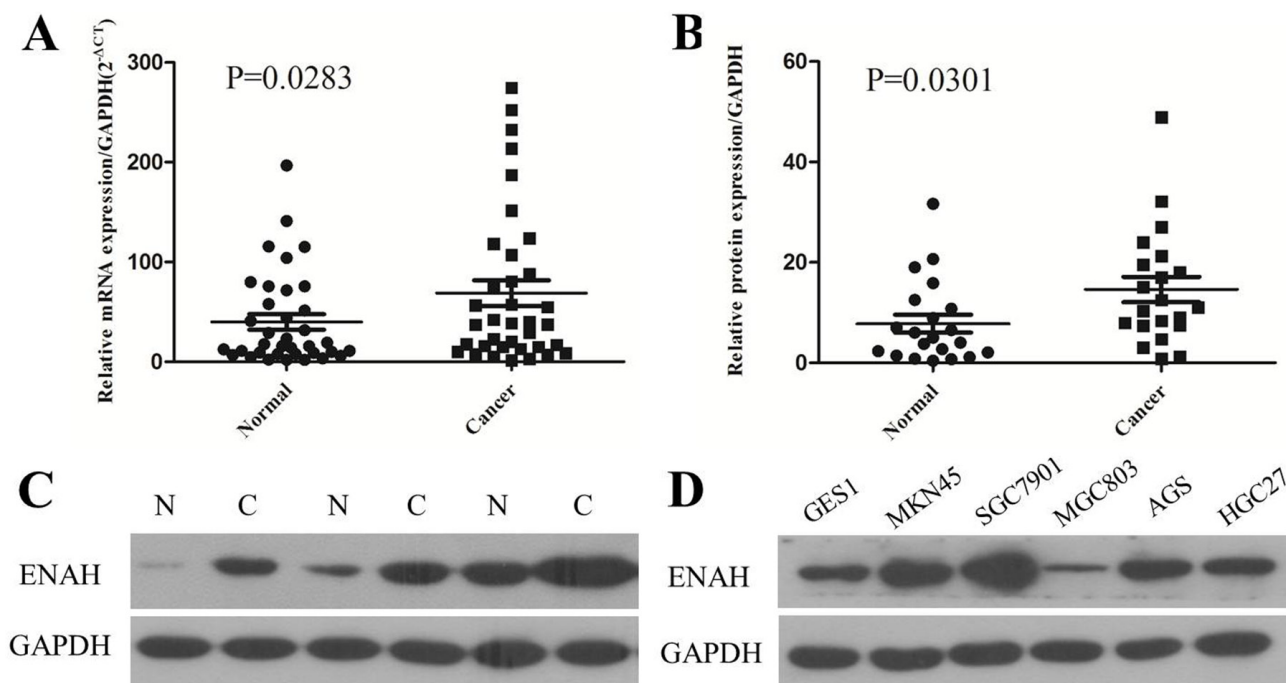 A
Relative mRNA expression/GAPDH(2^-ΔCT)
300
200
100
0
P=0.0283
Normal
Cancer
B
Relative protein expression/GAPDH
60
40
20
0
P=0.0301
Normal
Cancer
C
N C N C N C
ENAH
GAPDH
D
GES1 MKN45 SGC7901 MGC803 AGS HGC27
ENAH
GAPDH